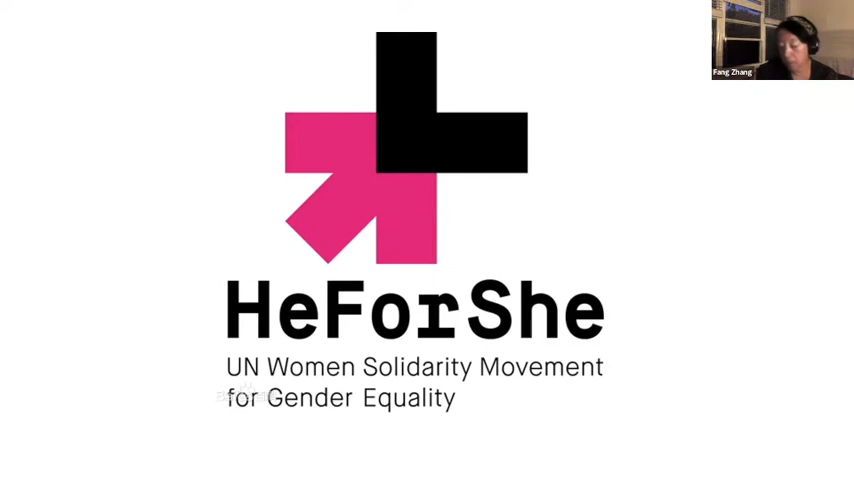 Fang Zhang
HeForShe
UN Women Solidarity Movement
for Gender Equality